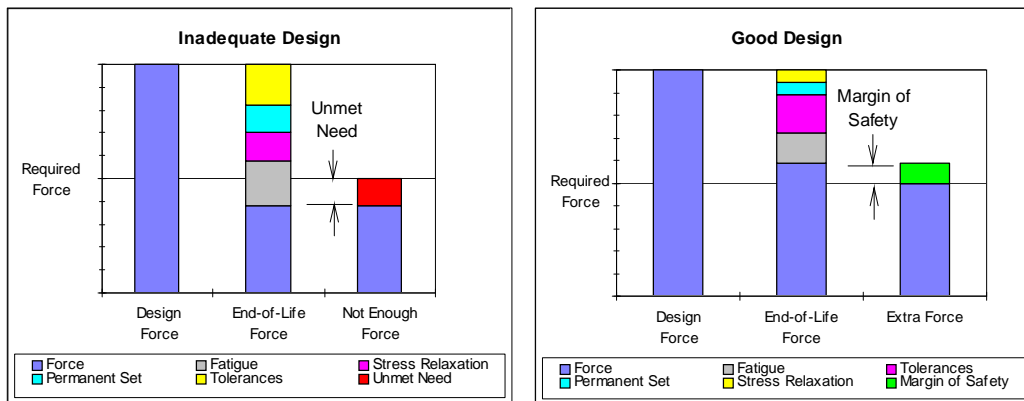 Inadequate Design
Unmet
Need
Required
Force
Design
Force
End-of-Life
Force
Not Enough
Force
Force
Fatigue
Stress Relaxation
Permanent Set
Tolerances
Unmet Need
Good Design
Margin of
Safety
Required
Force
Design
Force
End-of-Life
Force
Extra Force
Force
Fatigue
Tolerances
Permanent Set
Stress Relaxation
Margin of Safety